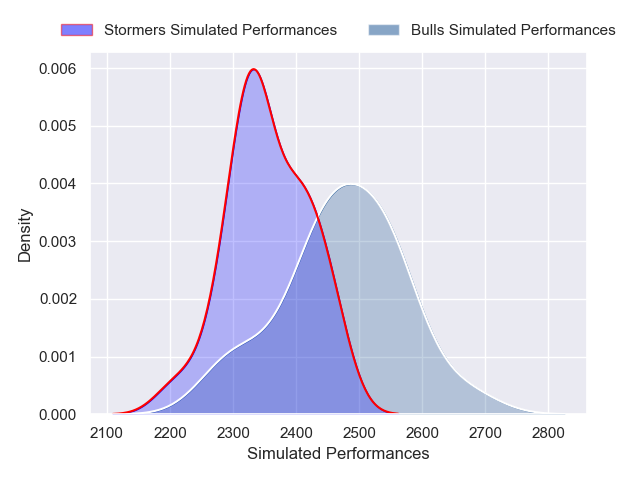 Stormers Simulated Performances
Bulls Simulated Performances
0.006
0.005
0.004
0.003
0.002
0.001
0.000
Density
2100 2200 2300 2400 2500 2600 2700 2800
Simulated Performances